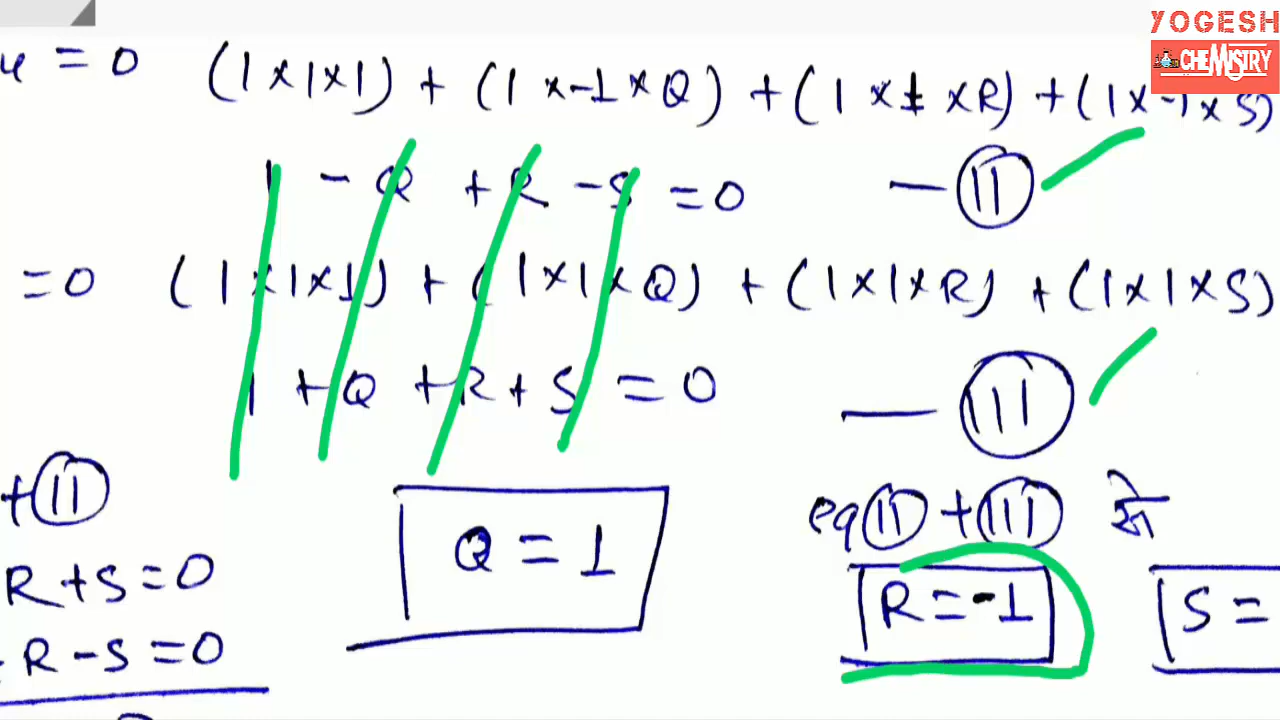 YOGESH
CHEMISTRY
= 0 (1×1×1) + (1×-1×Q) + (1×1×R) + (1×-1×S)
1 - Q + R - S = 0 — II
= 0 (1×1×1) + (1×1×Q) + (1×1×R) + (1×1×S)
1 + Q + R + S = 0 — III
+ II
R + S = 0
R - S = 0
Q = 1
eq II + III से
R = -1
S =